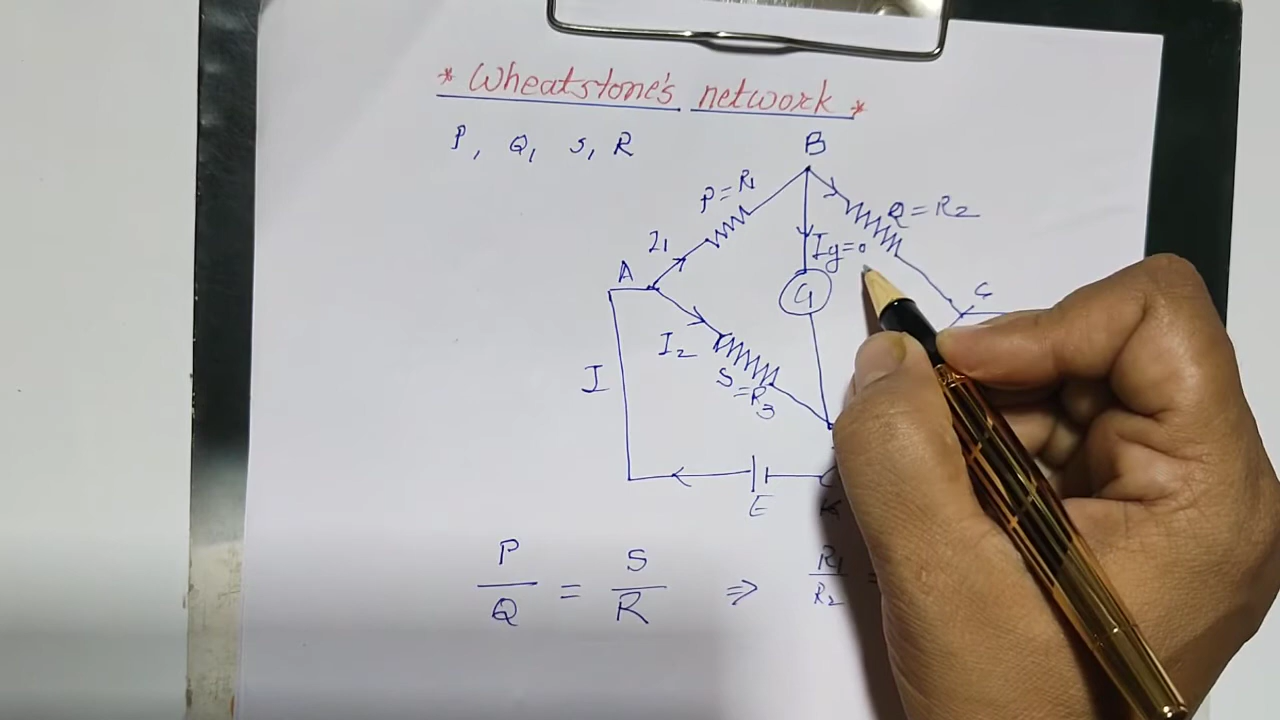 * Wheatstone's network *
P, Q, S, R
B
P=R1
Q=R2
I1
Ig=0
A
G
C
I2
S
=R3
I
E
K
P/Q = S/R ⇒ R1/R2 =